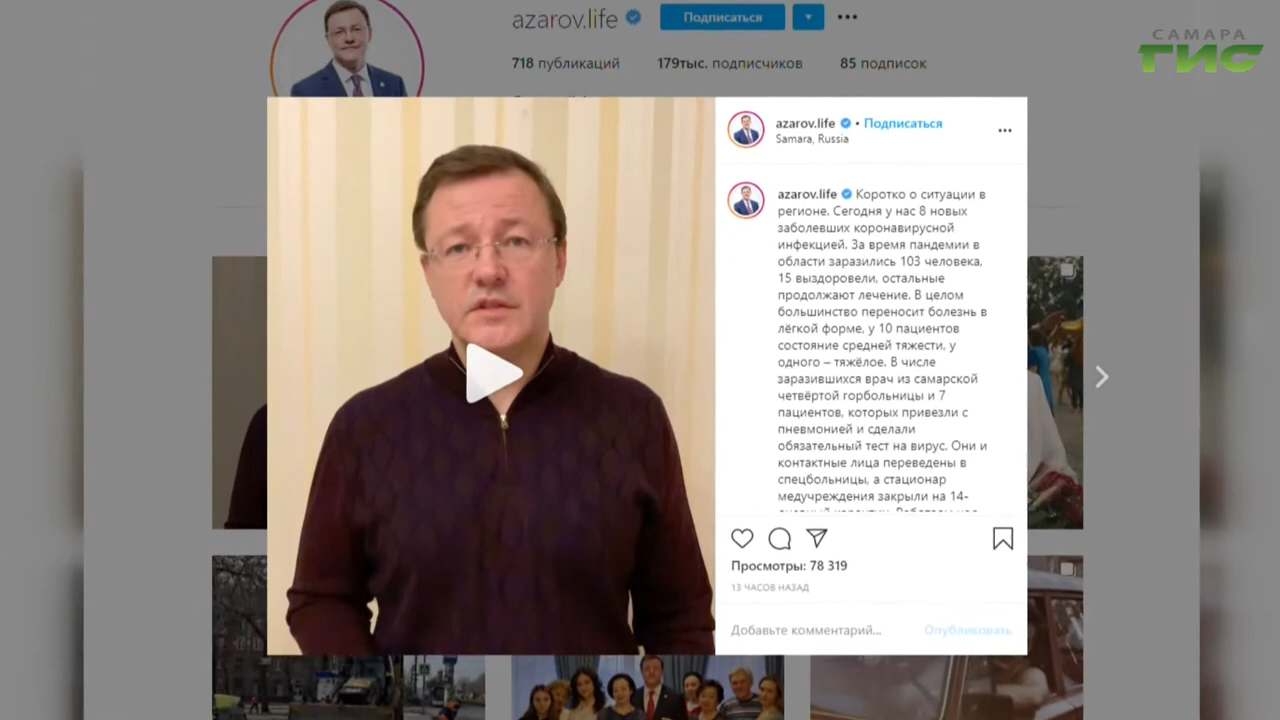 azarov.life
Подписаться
718 публикаций
179тыс. подписчиков
85 подписок
САМАРА
ГИС
azarov.life • Подписаться
Samara, Russia
azarov.life Коротко о ситуации в
регионе. Сегодня у нас 8 новых
заболевших коронавирусной
инфекцией. За время пандемии в
области заразились 103 человека,
15 выздоровели, остальные
продолжают лечение. В целом
большинство переносит болезнь в
лёгкой форме, у 10 пациентов
состояние средней тяжести, у
одного – тяжёлое. В числе
заразившихся врач из самарской
четвёртой горбольницы и 7
пациентов, которых привезли с
пневмонией и сделали
обязательный тест на вирус. Они и
контактные лица переведены в
спецбольницы, а стационар
медучреждения закрыли на 14-
Просмотры: 78 319
13 ЧАСОВ НАЗАД
Добавьте комментарий...
Опубликовать